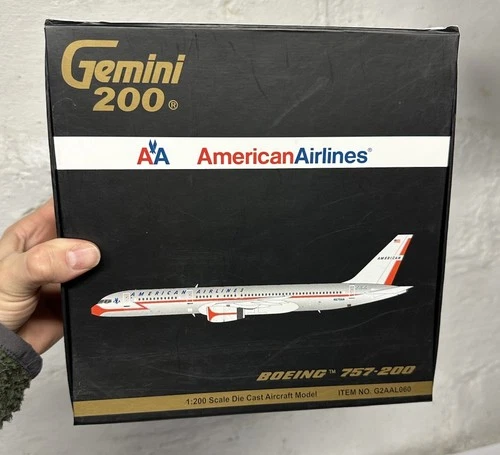 Gemini
200®
AA AmericanAirlines®
AMERICAN
AMERICAN AIRLINES
BOEING™ 757-200
1:200 Scale Die Cast Aircraft Model
ITEM NO. G2AAL060